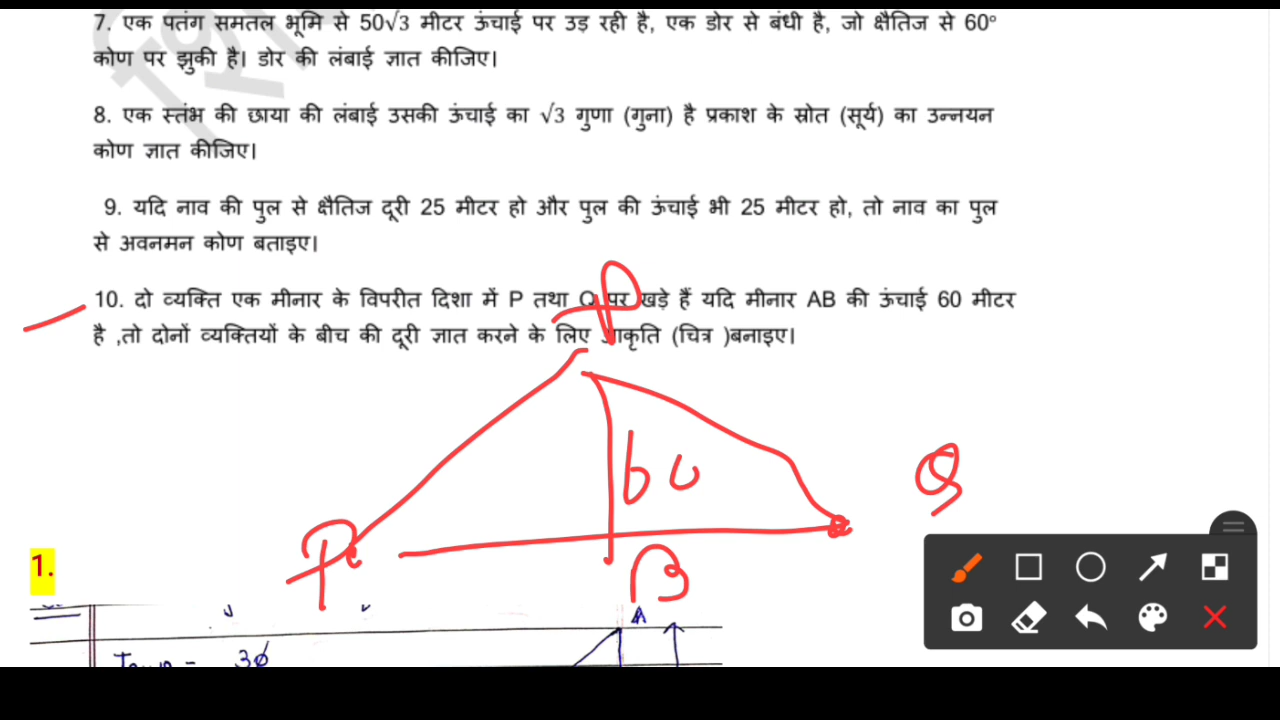 7. एक पतंग समतल भूमि से 50√3 मीटर ऊंचाई पर उड़ रही है, एक डोर से बंधी है, जो क्षैतिज से 60°
कोण पर झुकी है। डोर की लंबाई ज्ञात कीजिए।
8. एक स्तंभ की छाया की लंबाई उसकी ऊंचाई का √3 गुणा (गुना) है प्रकाश के स्रोत (सूर्य) का उन्नयन
कोण ज्ञात कीजिए।
9. यदि नाव की पुल से क्षैतिज दूरी 25 मीटर हो और पुल की ऊंचाई भी 25 मीटर हो, तो नाव का पुल
से अवनमन कोण बताइए।
10. दो व्यक्ति एक मीनार के विपरीत दिशा में P तथा Q पर खड़े हैं यदि मीनार AB की ऊंचाई 60 मीटर
है ,तो दोनों व्यक्तियों के बीच की दूरी ज्ञात करने के लिए आकृति (चित्र )बनाइए।
60
Q
P
B
1.
A